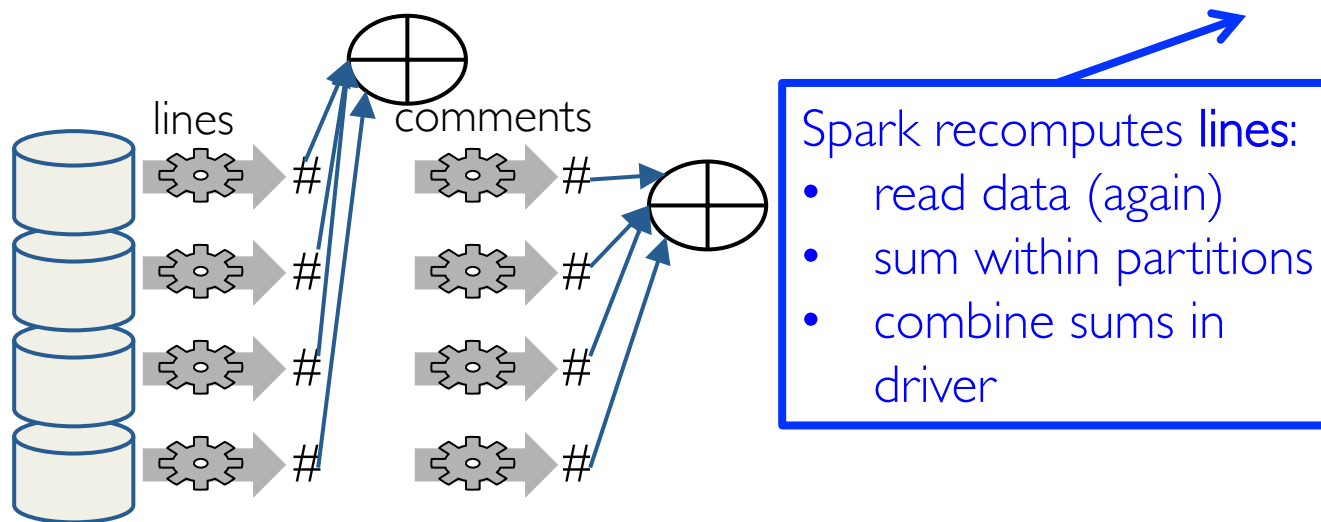 lines
comments
#
#
#
#
#
#
#
#
Spark recomputes lines:
• read data (again)
• sum within partitions
• combine sums in
driver